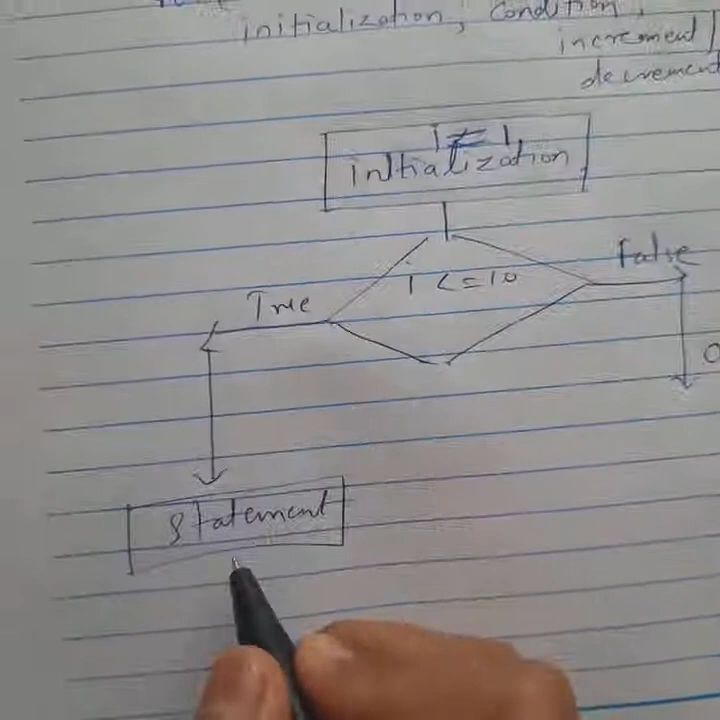 initialization, condition,
increment /
decrement
i = 1
initialization
i <= 10
False
True
Statement